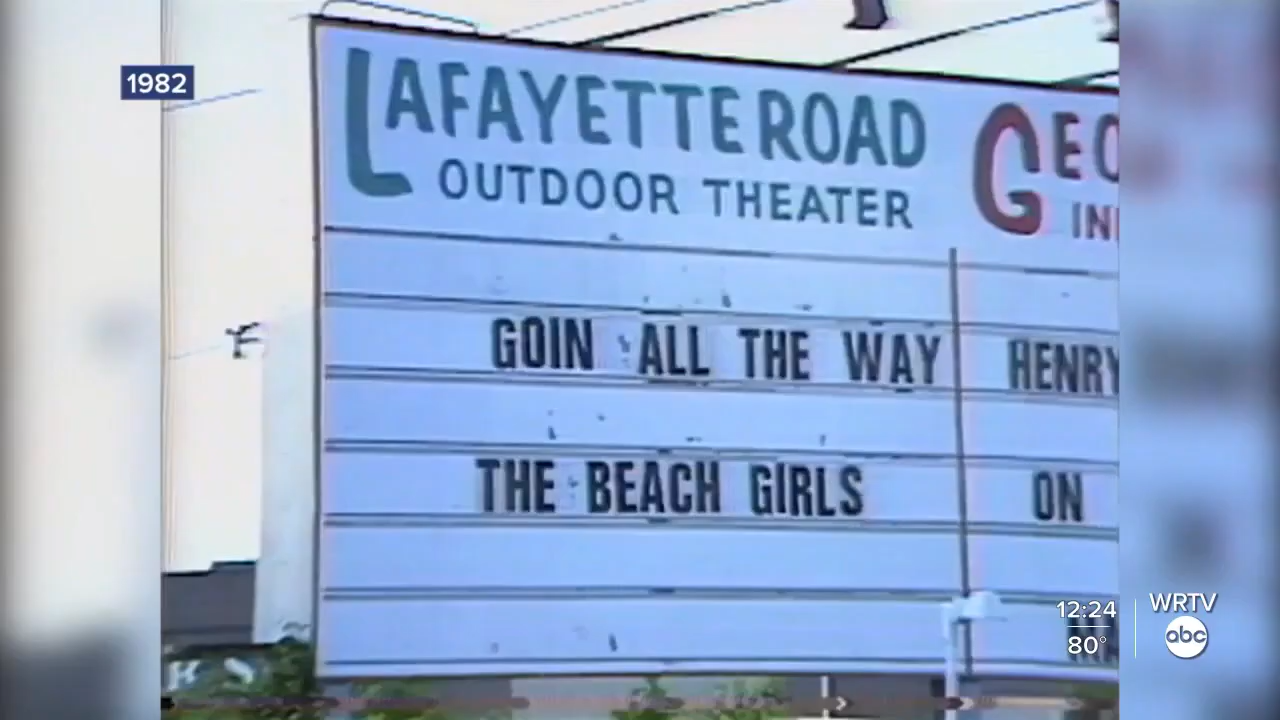 1982
LAFAYETTE ROAD
OUTDOOR THEATER
GOIN ALL THE WAY
THE BEACH GIRLS
HENRY
ON
12:24
80°
WRTV
abc